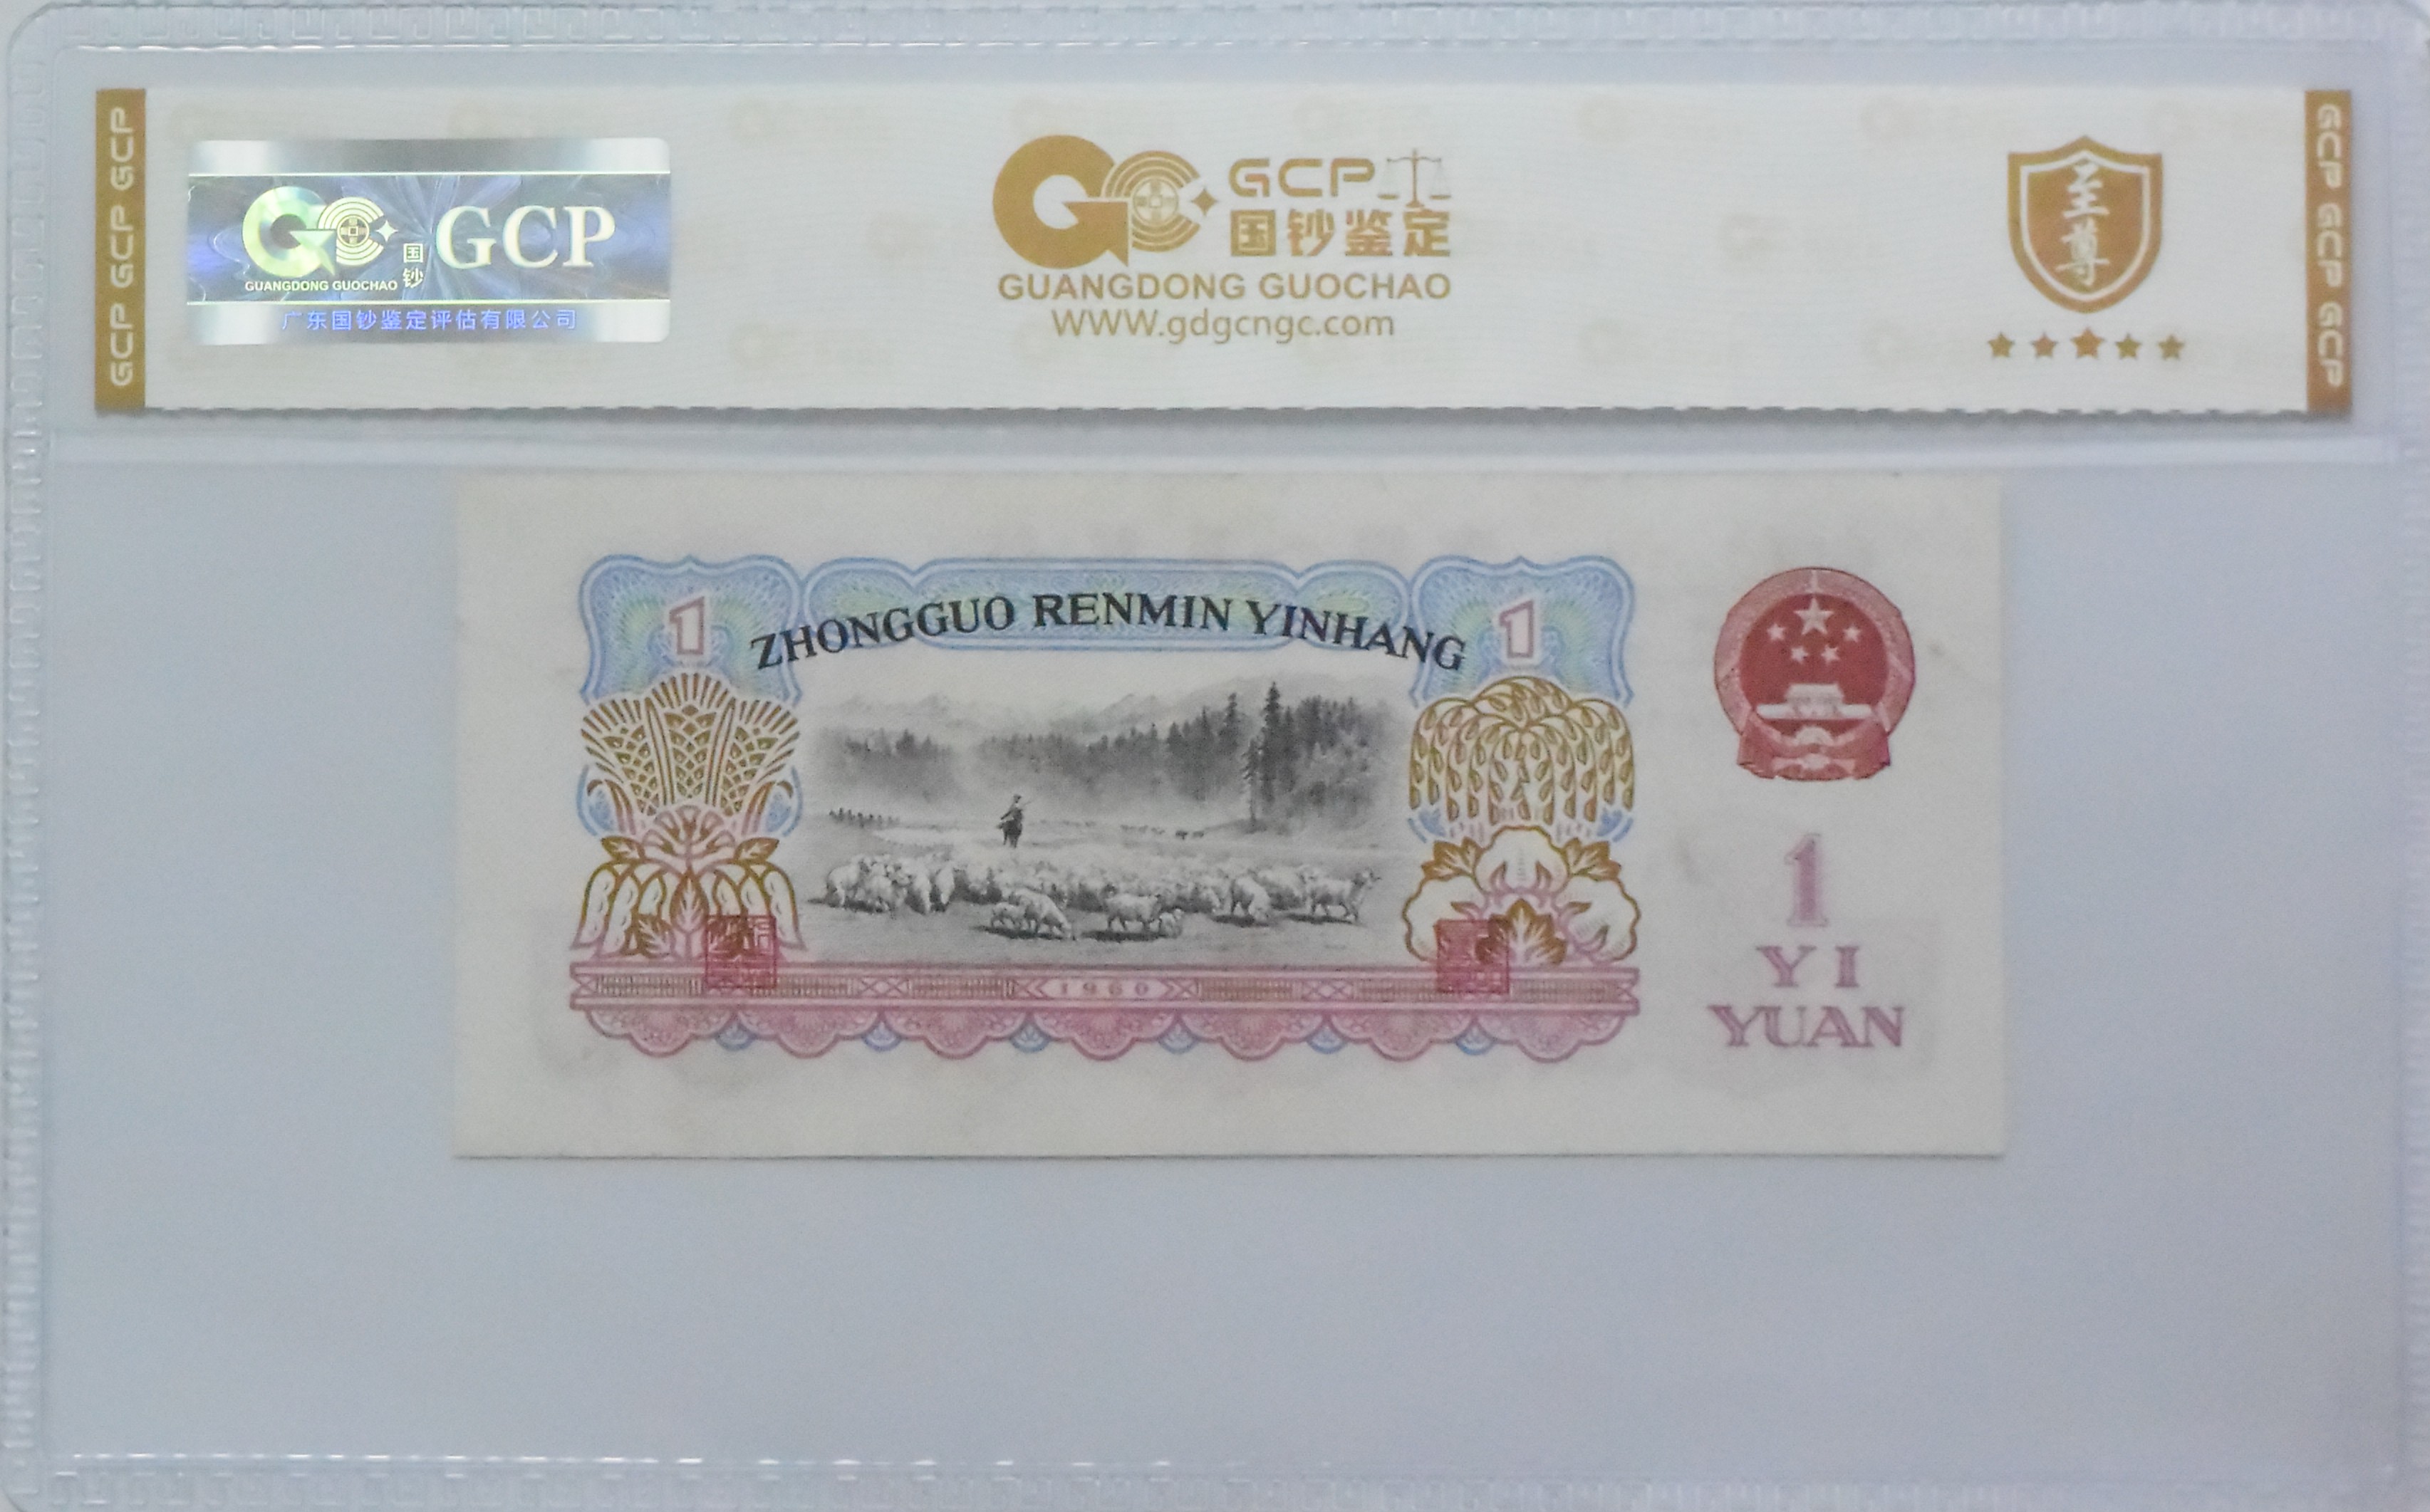 GCP GCP GCP
国钞
GCP
GUANGDONG GUOCHAO
广东国钞鉴定评估有限公司
GCP
国钞鉴定
GUANGDONG GUOCHAO
WWW.gdgcngc.com
至尊
GCP GCP GCP
1
ZHONGGUO RENMIN YINHANG
1
1960
1
YI
YUAN